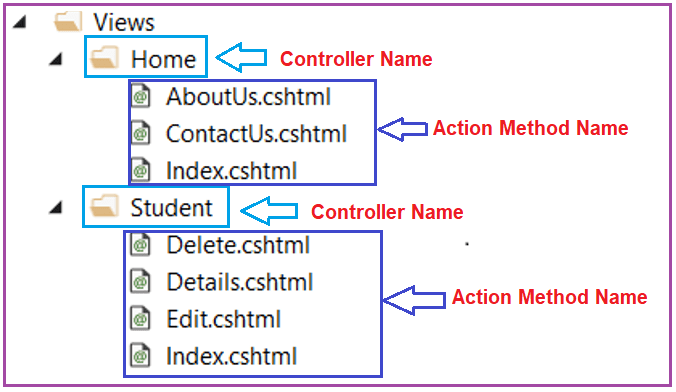 Views
Home Controller Name
AboutUs.cshtml
ContactUs.cshtml Action Method Name
Index.cshtml
Student Controller Name
Delete.cshtml
Details.cshtml Action Method Name
Edit.cshtml
Index.cshtml